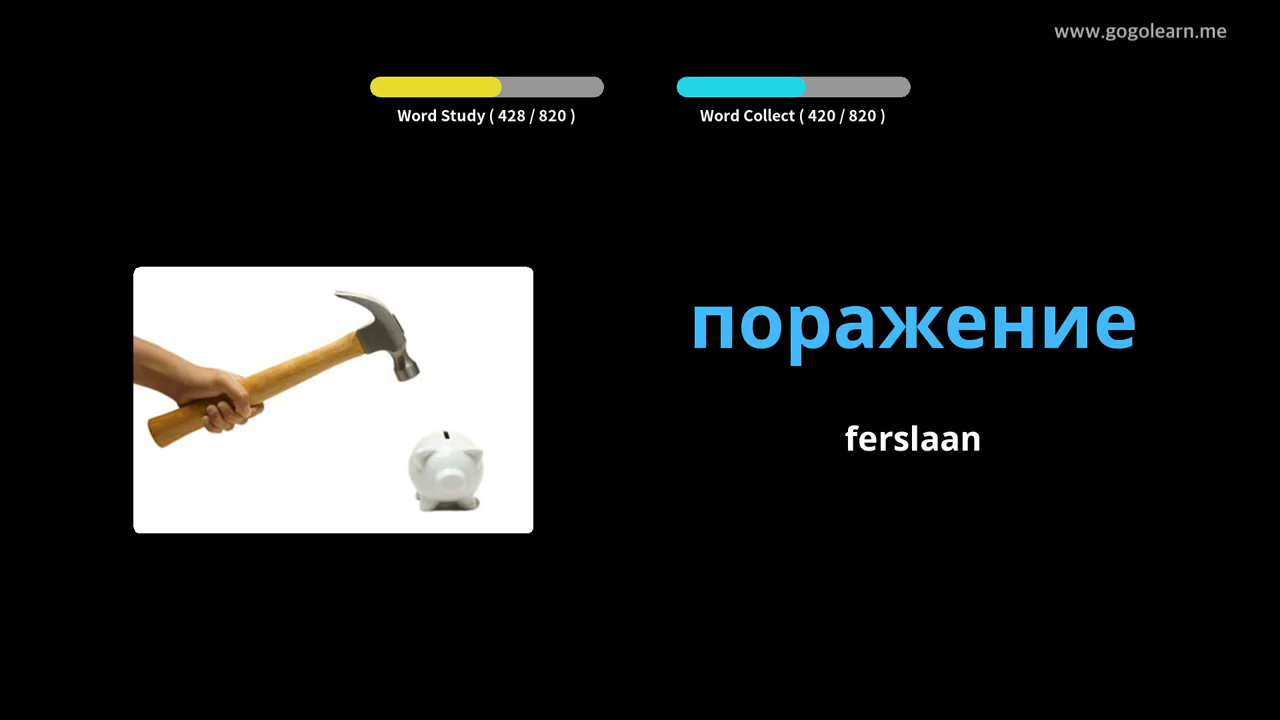 www.gogolearn.me
Word Study ( 428 / 820 )
Word Collect ( 420 / 820 )
поражение
ferslaan